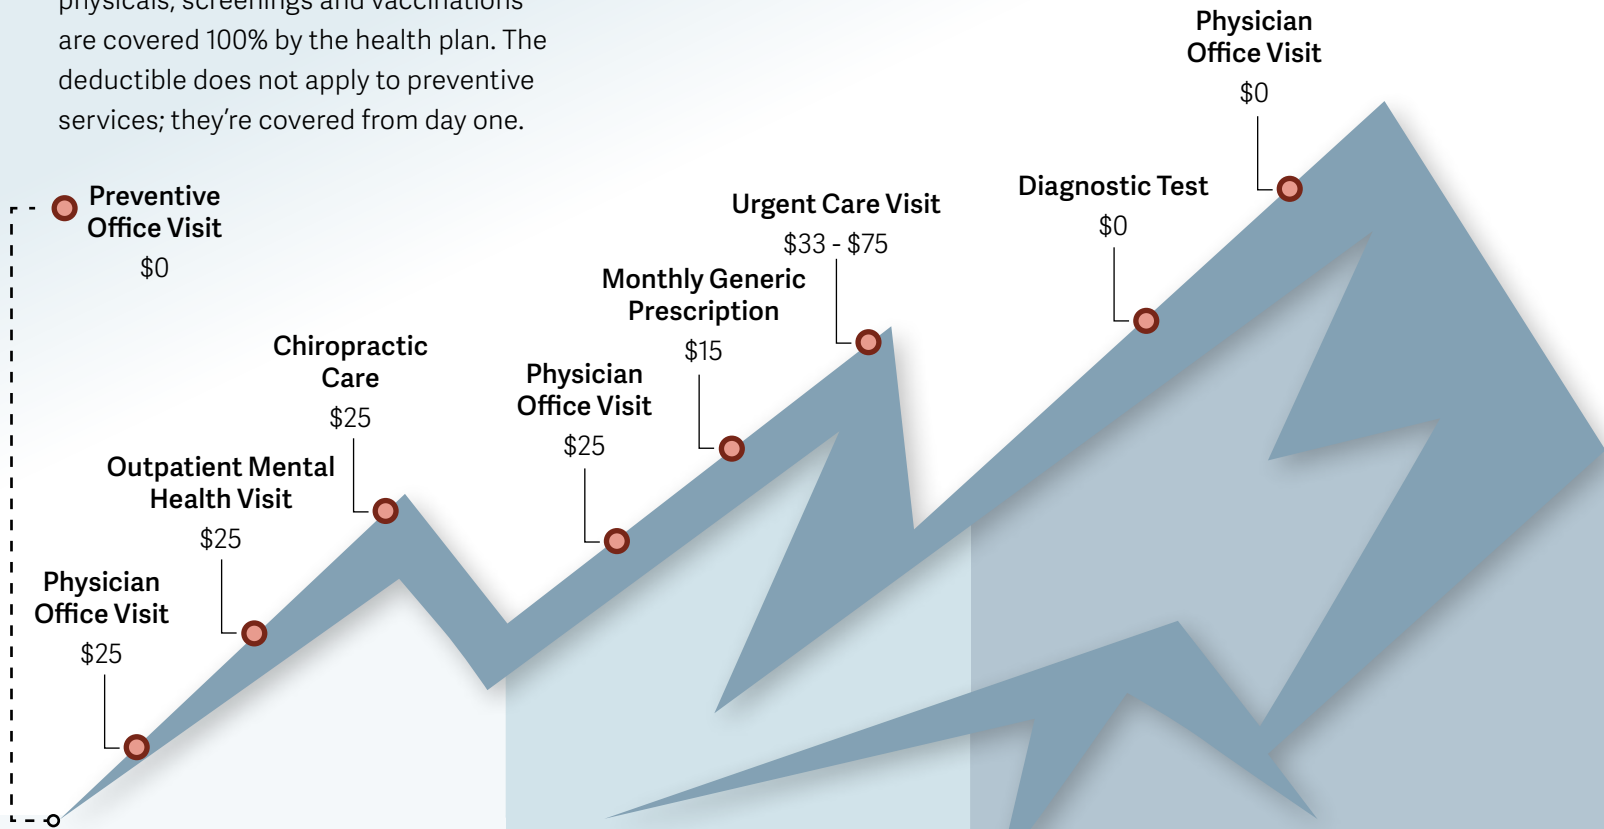 physicals, screenings and vaccinations
are covered 100% by the health plan. The
deductible does not apply to preventive
services; they’re covered from day one.
Preventive
Office Visit
$0
Physician
Office Visit
$25
Outpatient Mental
Health Visit
$25
Chiropractic
Care
$25
Physician
Office Visit
$25
Monthly Generic
Prescription
$15
Urgent Care Visit
$33 - $75
Diagnostic Test
$0
Physician
Office Visit
$0